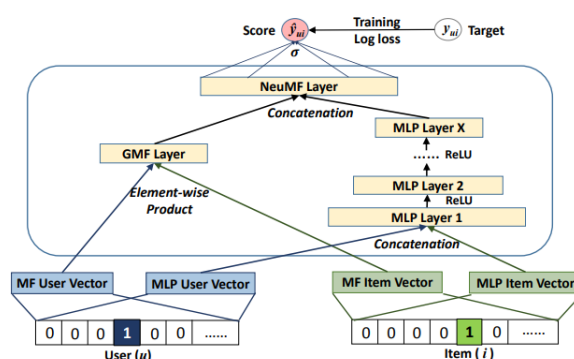 Score ŷui Training Log loss yui Target
σ
NeuMF Layer
Concatenation
MLP Layer X
GMF Layer
...... ReLU
Element-wise Product
MLP Layer 2
ReLU
MLP Layer 1
Concatenation
MF User Vector MLP User Vector MF Item Vector MLP Item Vector
0 0 0 1 0 0 ...... 0 0 0 0 1 0 ......
User (u) Item (i)